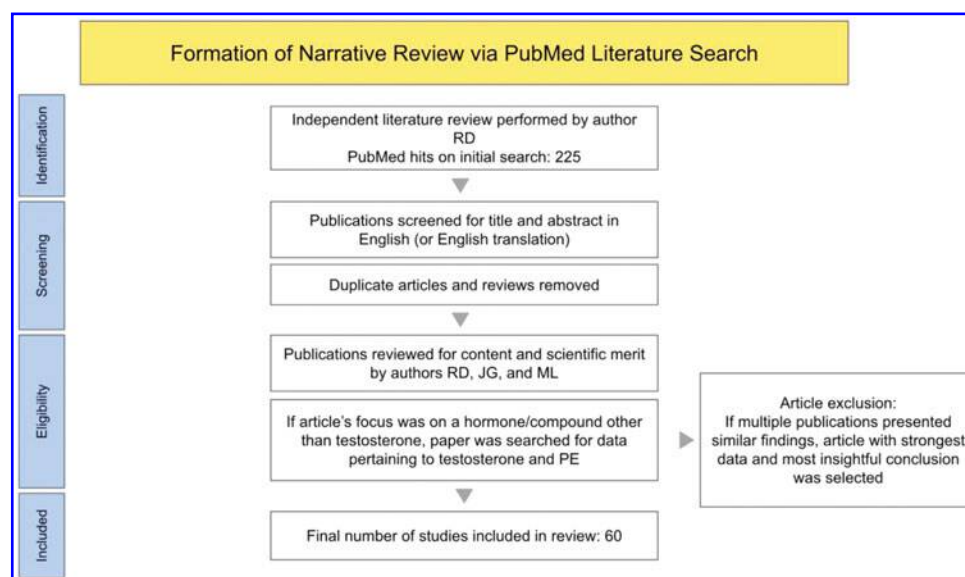 Formation of Narrative Review via PubMed Literature Search
Identification
Independent literature review performed by author
RD
PubMed hits on initial search: 225
Screening
Publications screened for title and abstract in
English (or English translation)
Duplicate articles and reviews removed
Eligibility
Publications reviewed for content and scientific merit
by authors RD, JG, and ML
If article's focus was on a hormone/compound other
than testosterone, paper was searched for data
pertaining to testosterone and PE
Article exclusion:
If multiple publications presented
similar findings, article with strongest
data and most insightful conclusion
was selected
Included
Final number of studies included in review: 60